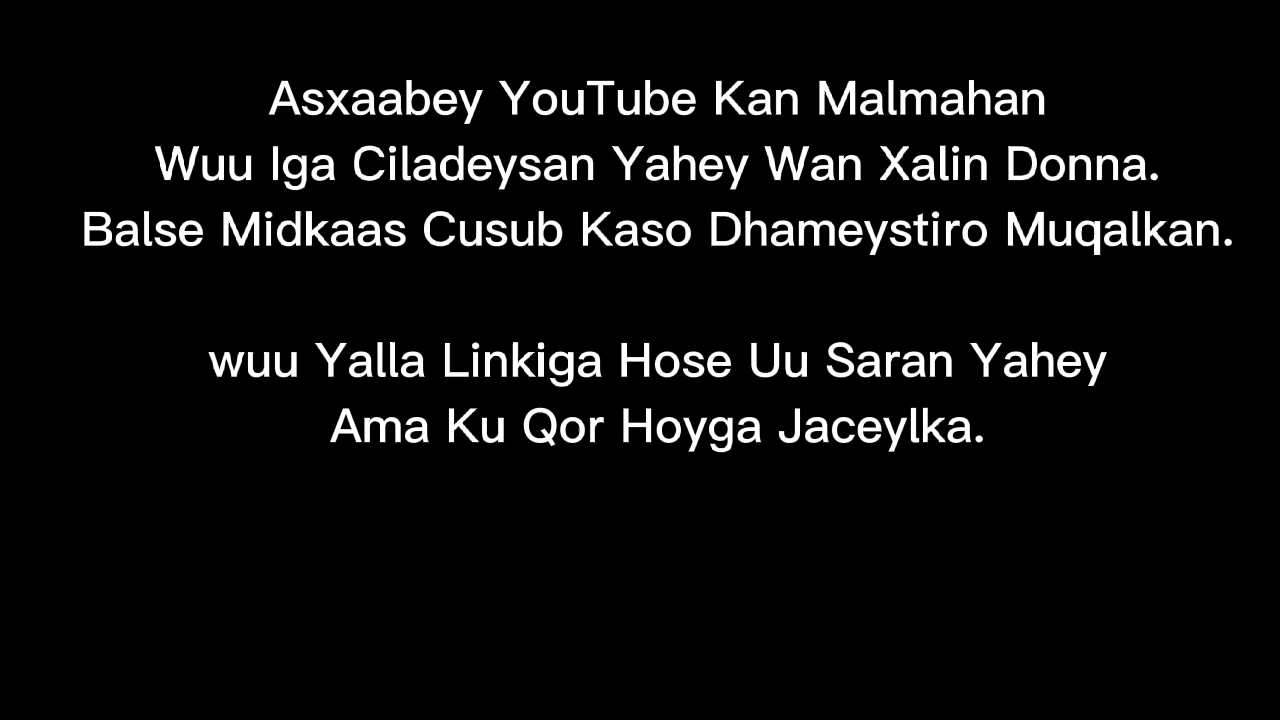 Asxaabey YouTube Kan Malmahan
Wuu Iga Ciladeysan Yahey Wan Xalin Donna.
Balse Midkaas Cusub Kaso Dhameystiro Muqalkan.
wuu Yalla Linkiga Hose Uu Saran Yahey
Ama Ku Qor Hoyga Jaceylka.